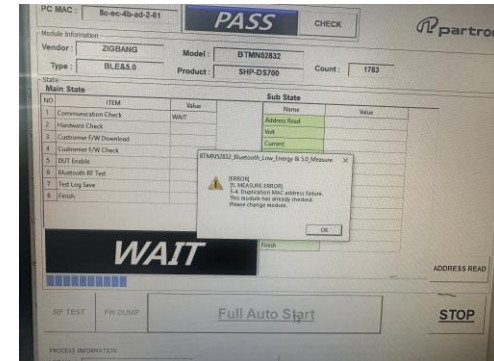 PC MAC : 8c-ec-4b-ad-2-61
PASS
CHECK
Partron
Module Information
Vendor : ZIGBANG
Model : BTMN52832
Type : BLE&5.0
Product : SHP-DS700
Count : 1783
State
Main State
NO ITEM Value
1 Communication Check WAIT
2 Hardware Check
3 Customer F/W Download
4 Customer F/W Check
5 DUT Enable
6 Bluetooth RF Test
7 Test Log Save
8 Finish
Sub State
Name Value
Address Read
Volt
Current
BTMN52832_Bluetooth_Low_Energy & 5.0_Measure
[ERROR]
[5. MEASURE ERROR]
5-4. Duplication MAC address failure.
This module has already checked.
Please change module.
OK
Finish
WAIT
ADDRESS READ
RF TEST
FW DUMP
Full Auto Start
STOP
PROCESS INFORMATION